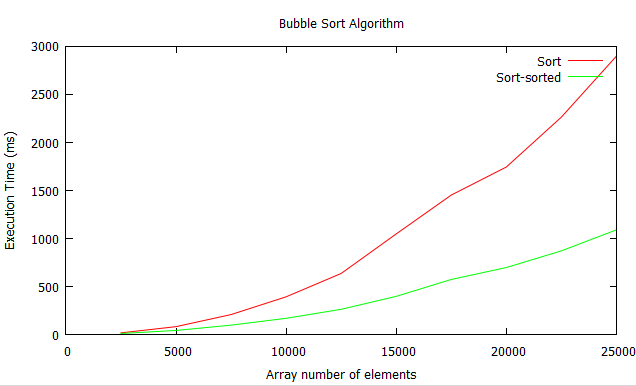 Bubble Sort Algorithm
3000
2500
2000
1500
1000
500
0
Execution Time (ms)
Sort
Sort-sorted
0 5000 10000 15000 20000 25000
Array number of elements